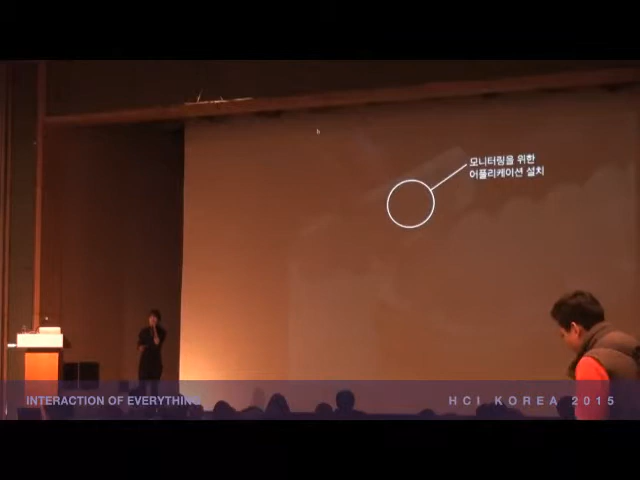 모니터링을 위한
어플리케이션 설치
INTERACTION OF EVERYTHING
HCI KOREA 2015